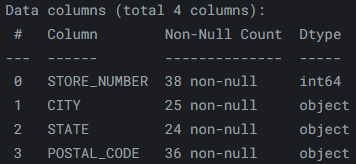 Data columns (total 4 columns):
 #   Column        Non-Null Count  Dtype
---  ------        --------------  -----
 0   STORE_NUMBER  38 non-null     int64
 1   CITY          25 non-null     object
 2   STATE         24 non-null     object
 3   POSTAL_CODE   36 non-null     object